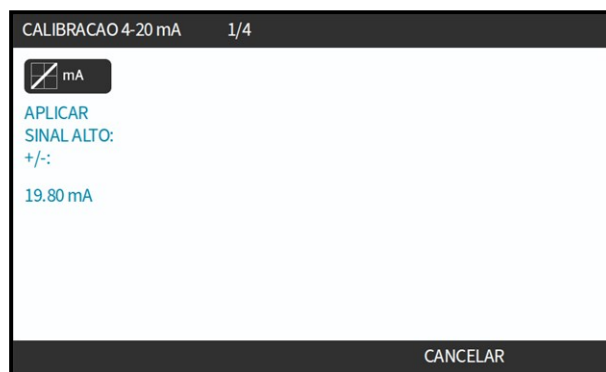 CALIBRACAO 4-20 mA 1/4
mA
APLICAR
SINAL ALTO:
+/-:
19.80 mA
CANCELAR